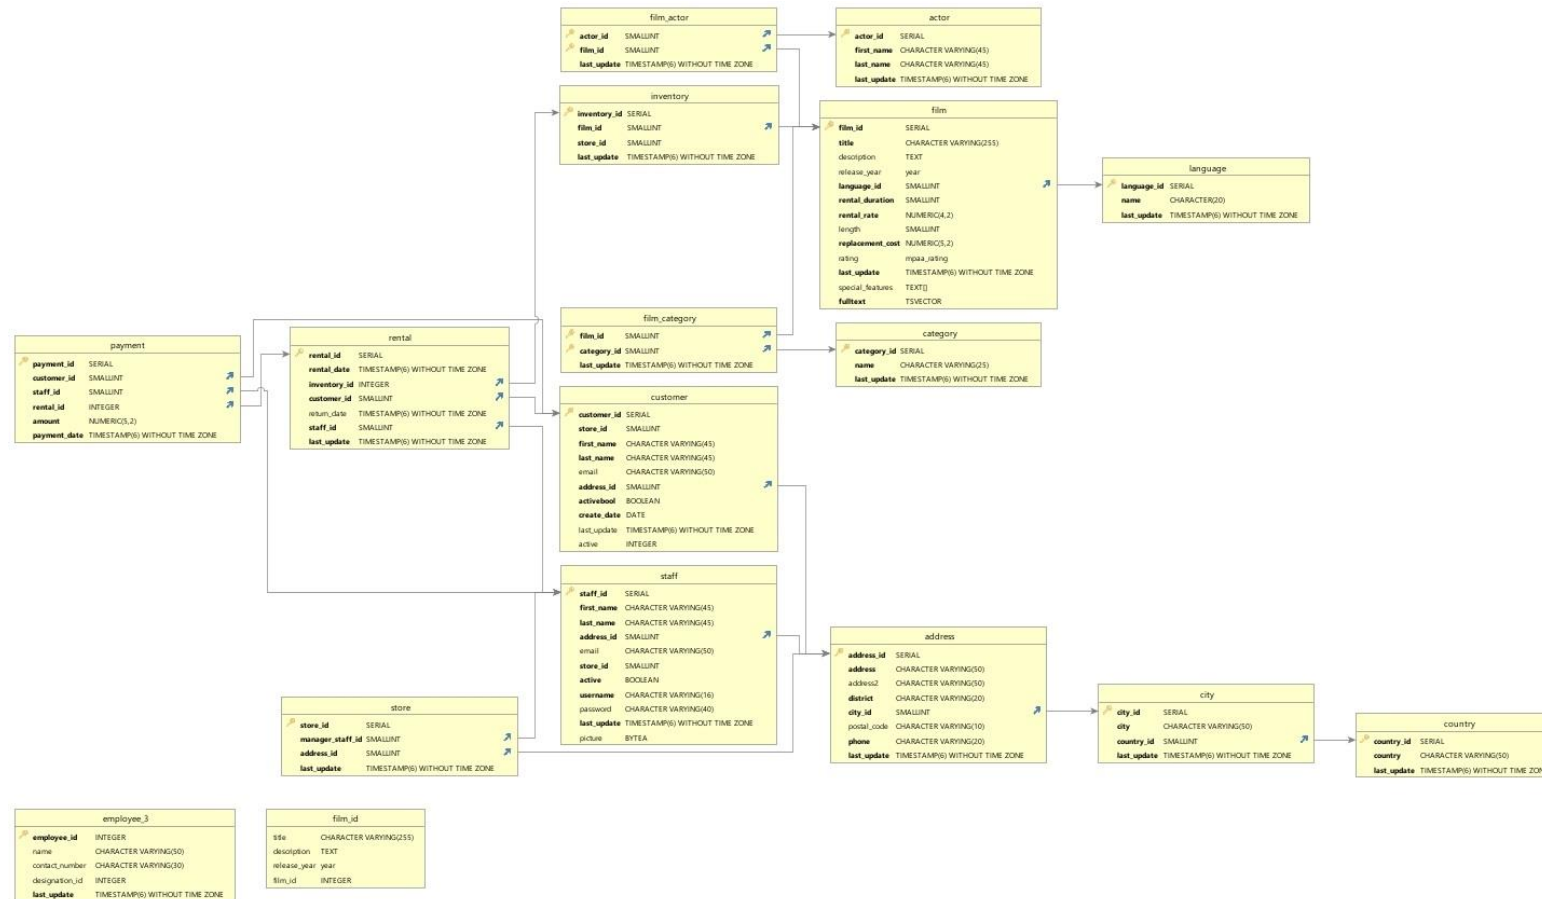 film_actor
actor_id SMALLINT
film_id SMALLINT
last_update TIMESTAMP(6) WITHOUT TIME ZONE
actor
actor_id SERIAL
first_name CHARACTER VARYING(45)
last_name CHARACTER VARYING(45)
last_update TIMESTAMP(6) WITHOUT TIME ZONE
inventory
inventory_id SERIAL
film_id SMALLINT
store_id SMALLINT
last_update TIMESTAMP(6) WITHOUT TIME ZONE
film
film_id SERIAL
title CHARACTER VARYING(255)
description TEXT
release_year year
language_id SMALLINT
rental_duration SMALLINT
rental_rate NUMERIC(4,2)
length SMALLINT
replacement_cost NUMERIC(5,2)
rating mpaa_rating
last_update TIMESTAMP(6) WITHOUT TIME ZONE
special_features TEXT[]
fulltext TSVECTOR
language
language_id SERIAL
name CHARACTER(20)
last_update TIMESTAMP(6) WITHOUT TIME ZONE
film_category
film_id SMALLINT
category_id SMALLINT
last_update TIMESTAMP(6) WITHOUT TIME ZONE
category
category_id SERIAL
name CHARACTER VARYING(25)
last_update TIMESTAMP(6) WITHOUT TIME ZONE
payment
payment_id SERIAL
customer_id SMALLINT
staff_id SMALLINT
rental_id INTEGER
amount NUMERIC(5,2)
payment_date TIMESTAMP(6) WITHOUT TIME ZONE
rental
rental_id SERIAL
rental_date TIMESTAMP(6) WITHOUT TIME ZONE
inventory_id INTEGER
customer_id SMALLINT
return_date TIMESTAMP(6) WITHOUT TIME ZONE
staff_id SMALLINT
last_update TIMESTAMP(6) WITHOUT TIME ZONE
customer
customer_id SERIAL
store_id SMALLINT
first_name CHARACTER VARYING(45)
last_name CHARACTER VARYING(45)
email CHARACTER VARYING(50)
address_id SMALLINT
activebool BOOLEAN
create_date DATE
last_update TIMESTAMP(6) WITHOUT TIME ZONE
active INTEGER
staff
staff_id SERIAL
first_name CHARACTER VARYING(45)
last_name CHARACTER VARYING(45)
address_id SMALLINT
email CHARACTER VARYING(50)
store_id SMALLINT
active BOOLEAN
username CHARACTER VARYING(16)
password CHARACTER VARYING(40)
last_update TIMESTAMP(6) WITHOUT TIME ZONE
picture BYTEA
address
address_id SERIAL
address CHARACTER VARYING(50)
address2 CHARACTER VARYING(50)
district CHARACTER VARYING(20)
city_id SMALLINT
postal_code CHARACTER VARYING(10)
phone CHARACTER VARYING(20)
last_update TIMESTAMP(6) WITHOUT TIME ZONE
city
city_id SERIAL
city CHARACTER VARYING(50)
country_id SMALLINT
last_update TIMESTAMP(6) WITHOUT TIME ZONE
country
country_id SERIAL
country CHARACTER VARYING(50)
last_update TIMESTAMP(6) WITHOUT TIME
store
store_id SERIAL
manager_staff_id SMALLINT
address_id SMALLINT
last_update TIMESTAMP(6) WITHOUT TIME ZONE
employee_3
employee_id INTEGER
name CHARACTER VARYING(50)
contact_number CHARACTER VARYING(30)
designation_id INTEGER
last_update TIMESTAMP(6) WITHOUT TIME ZONE
film_id
title CHARACTER VARYING(255)
description TEXT
release_year year
film_id INTEGER